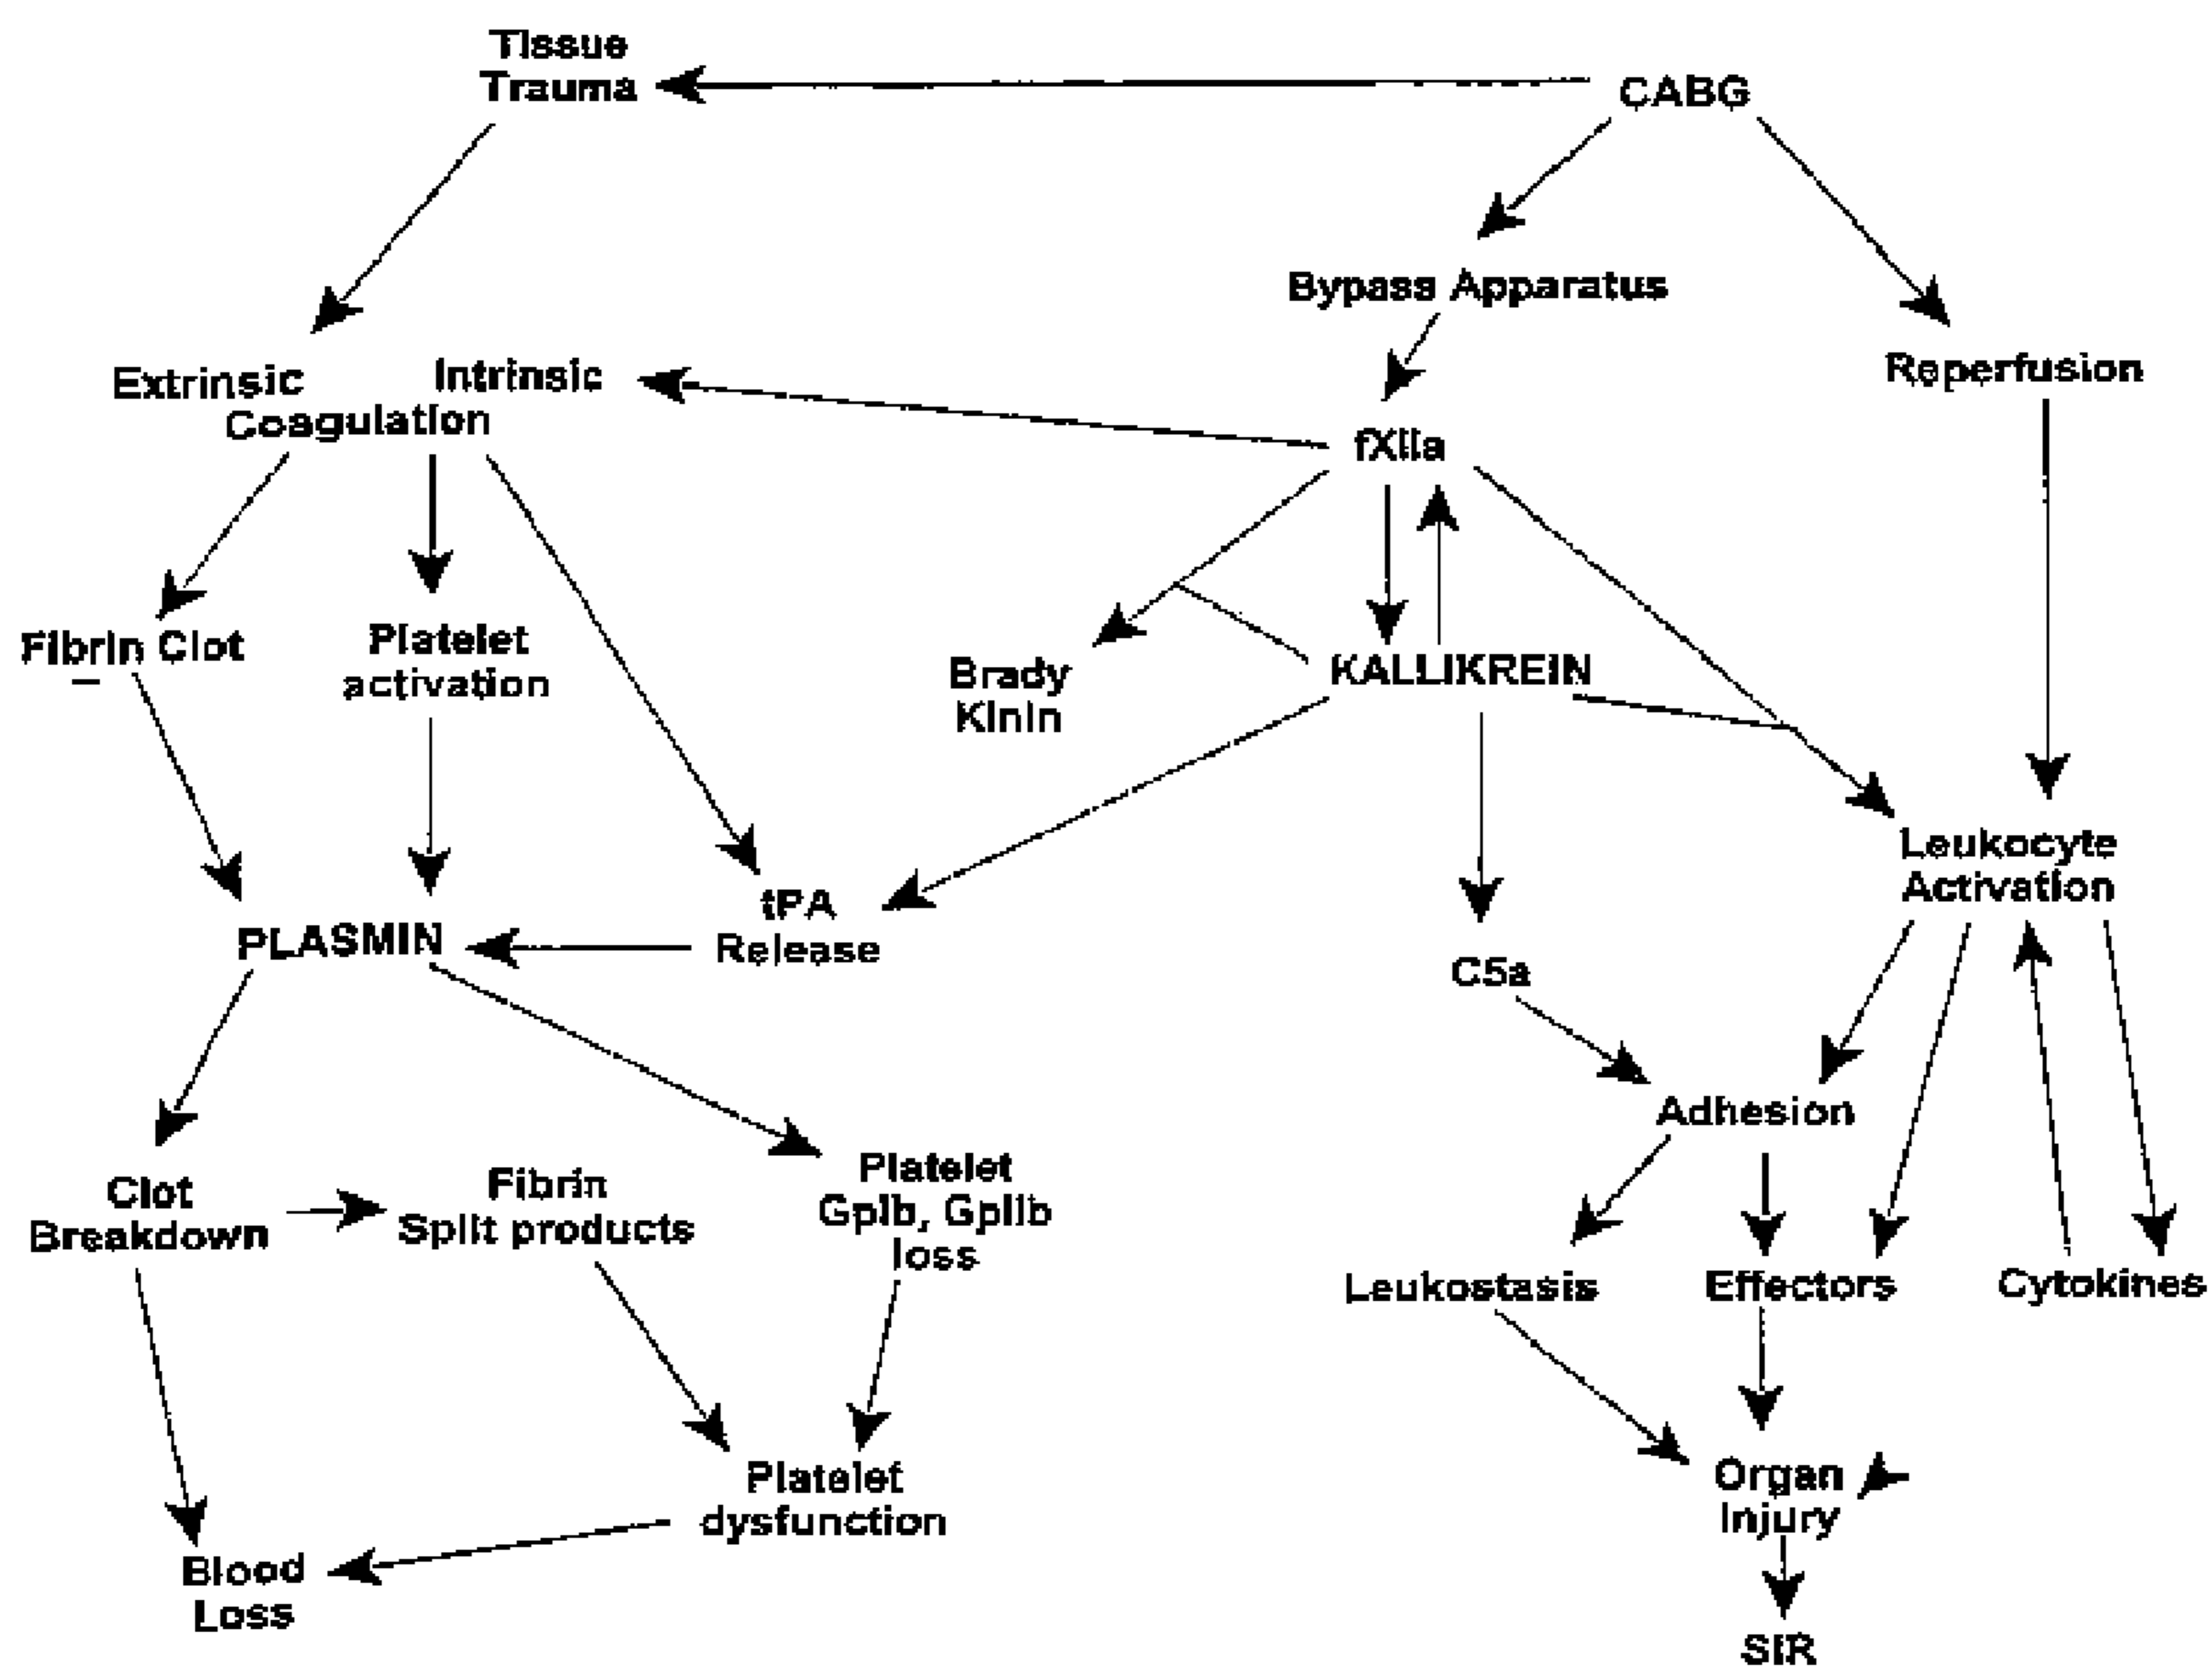 Tissue
Trauma
CABG
Bypass Apparatus
Reperfusion
Extrinsic
Intrinsic
Coagulation
fXIIa
Fibrin Clot
Platelet
activation
Brady
Kinin
KALLIKREIN
Leukocyte
Activation
tPA
Release
PLASMIN
C5a
Adhesion
Clot
Breakdown
Fibrin
Split products
Platelet
GpIb, GpIIb
loss
Leukostasis
Effectors
Cytokines
Platelet
dysfunction
Organ
Injury
Blood
Loss
SIR